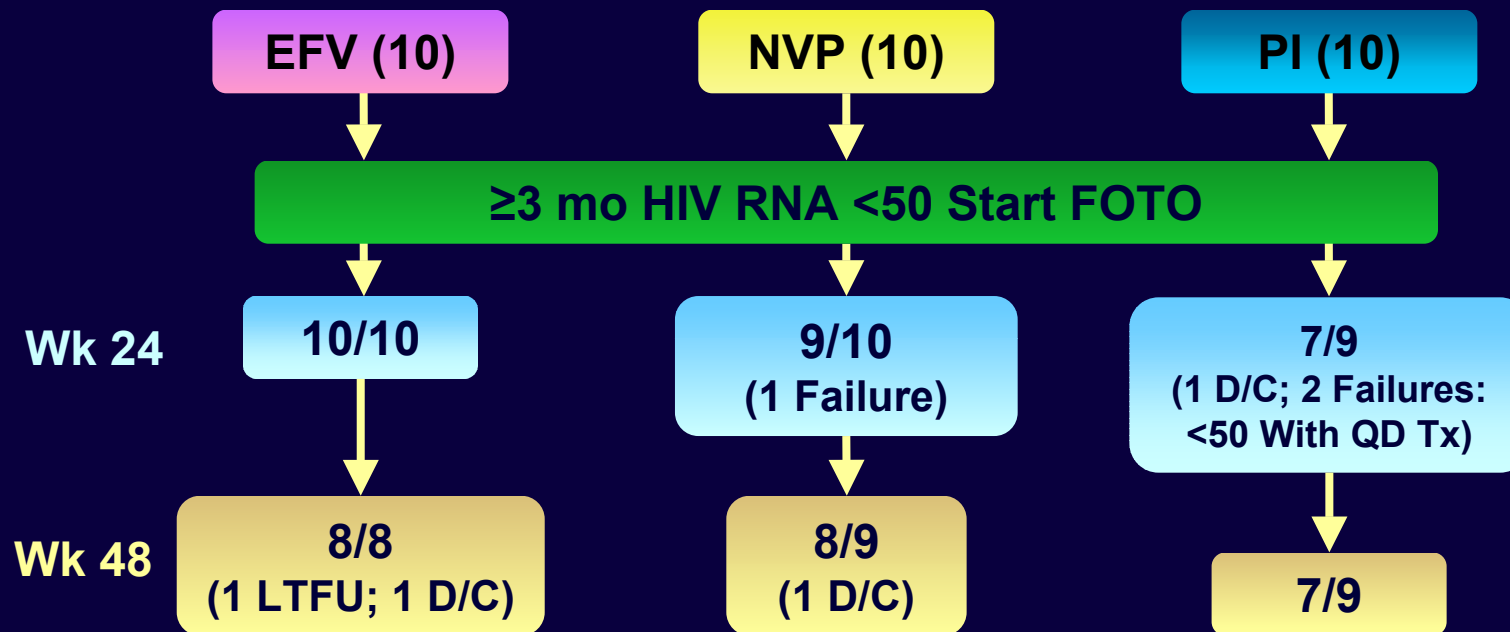 EFV (10)
NVP (10)
PI (10)
≥3 mo HIV RNA <50 Start FOTO
Wk 24
10/10
9/10
(1 Failure)
7/9
(1 D/C; 2 Failures:
<50 With QD Tx)
Wk 48
8/8
(1 LTFU; 1 D/C)
8/9
(1 D/C)
7/9